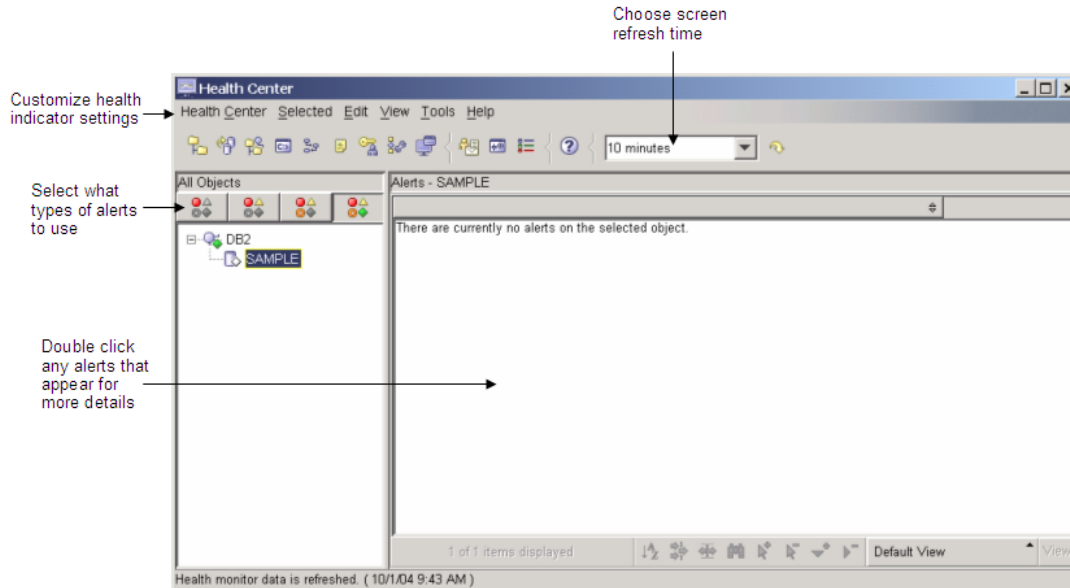 Choose screen
refresh time
Customize health
indicator settings
Health Center
Health Center Selected Edit View Tools Help
10 minutes
Select what
types of alerts
to use
All Objects
Alerts - SAMPLE
There are currently no alerts on the selected object.
DB2
SAMPLE
Double click
any alerts that
appear for
more details
1 of 1 items displayed
Default View
View
Health monitor data is refreshed. ( 10/1/04 9:43 AM )